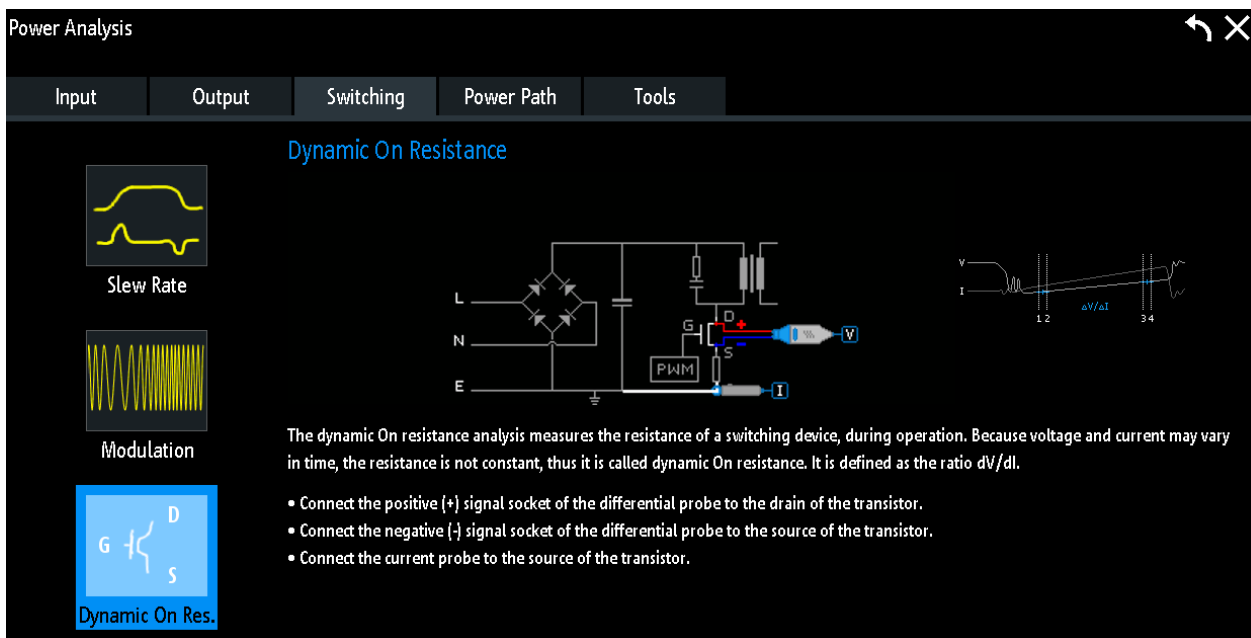 Power Analysis
Input Output Switching Power Path Tools
Dynamic On Resistance
Slew Rate
L
N
E
G
D
+
-
S
PWM
V
I
V
I
ΔV/ΔI
1 2
3 4
Modulation
The dynamic On resistance analysis measures the resistance of a switching device, during operation. Because voltage and current may vary
in time, the resistance is not constant, thus it is called dynamic On resistance. It is defined as the ratio dV/dI.
• Connect the positive (+) signal socket of the differential probe to the drain of the transistor.
• Connect the negative (-) signal socket of the differential probe to the source of the transistor.
• Connect the current probe to the source of the transistor.
G
D
S
Dynamic On Res.